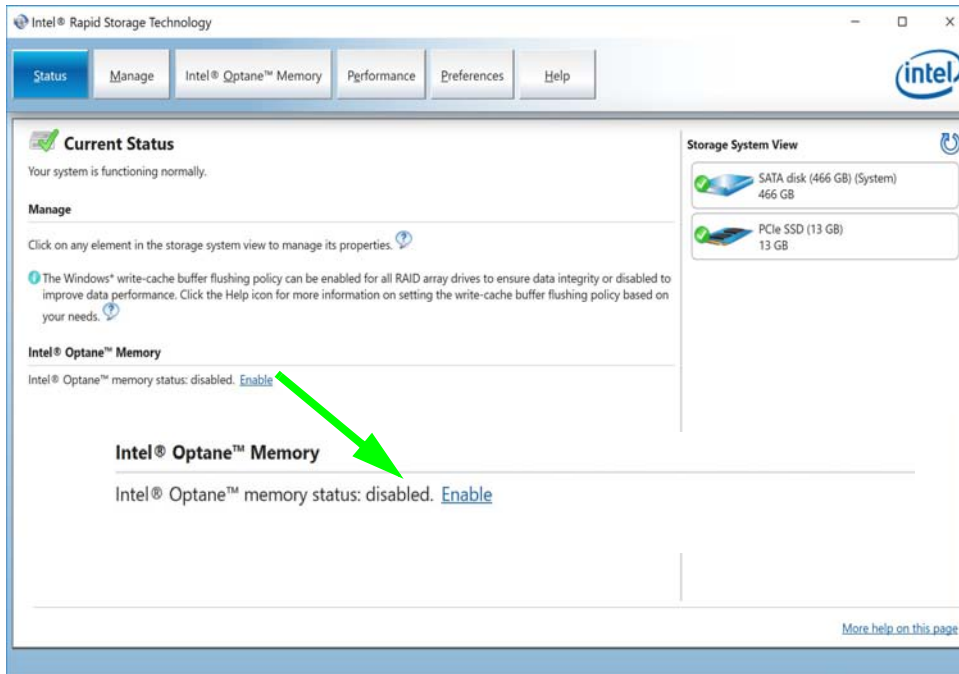 Intel® Rapid Storage Technology
Status Manage Intel® Optane™ Memory Performance Preferences Help
intel
Current Status
Your system is functioning normally.
Manage
Click on any element in the storage system view to manage its properties.
The Windows* write-cache buffer flushing policy can be enabled for all RAID array drives to ensure data integrity or disabled to
improve data performance. Click the Help icon for more information on setting the write-cache buffer flushing policy based on
your needs.
Intel® Optane™ Memory
Intel® Optane™ memory status: disabled. Enable
Intel® Optane™ Memory
Intel® Optane™ memory status: disabled. Enable
Storage System View
SATA disk (466 GB) (System)
466 GB
PCIe SSD (13 GB)
13 GB
More help on this page